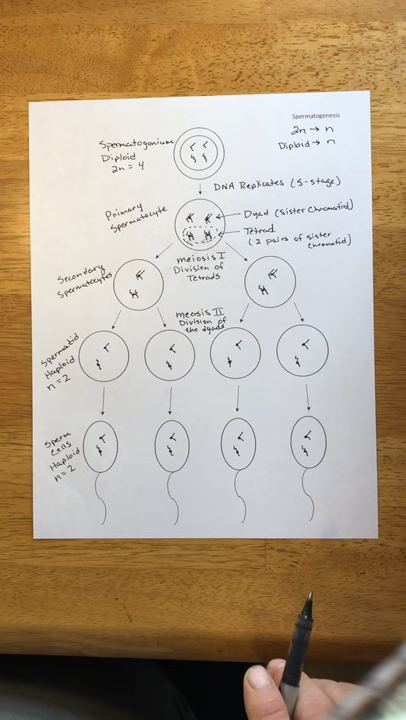 Spermatogenesis
2n → n
Diploid → n
Spermatogonium
Diploid
2n = 4
DNA Replicates (S-stage)
Primary
Spermatocyte
Dyad (Sister Chromatid)
Tetrad
(2 pairs of sister
chromatid)
meiosis I
Division of
Tetrads
Secondary
Spermatocytes
meosis II
Division of
the dyads
Spermatid
Haploid
n = 2
Sperm
Cells
Haploid
n = 2